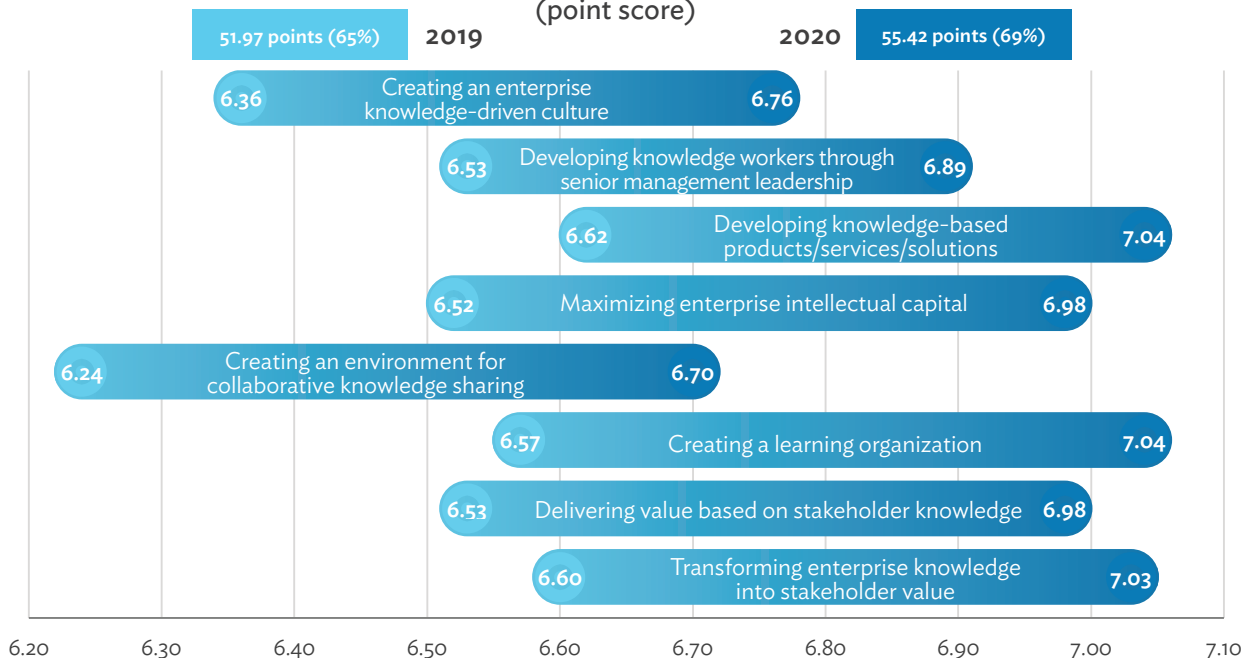 (point score)
51.97 points (65%) 2019 2020 55.42 points (69%)
6.36 Creating an enterprise 6.76
knowledge-driven culture
6.53 Developing knowledge workers through 6.89
senior management leadership
6.62 Developing knowledge-based 7.04
products/services/solutions
6.52 Maximizing enterprise intellectual capital 6.98
6.24 Creating an environment for 6.70
collaborative knowledge sharing
6.57 Creating a learning organization 7.04
6.53 Delivering value based on stakeholder knowledge 6.98
6.60 Transforming enterprise knowledge 7.03
into stakeholder value
6.20 6.30 6.40 6.50 6.60 6.70 6.80 6.90 7.00 7.10